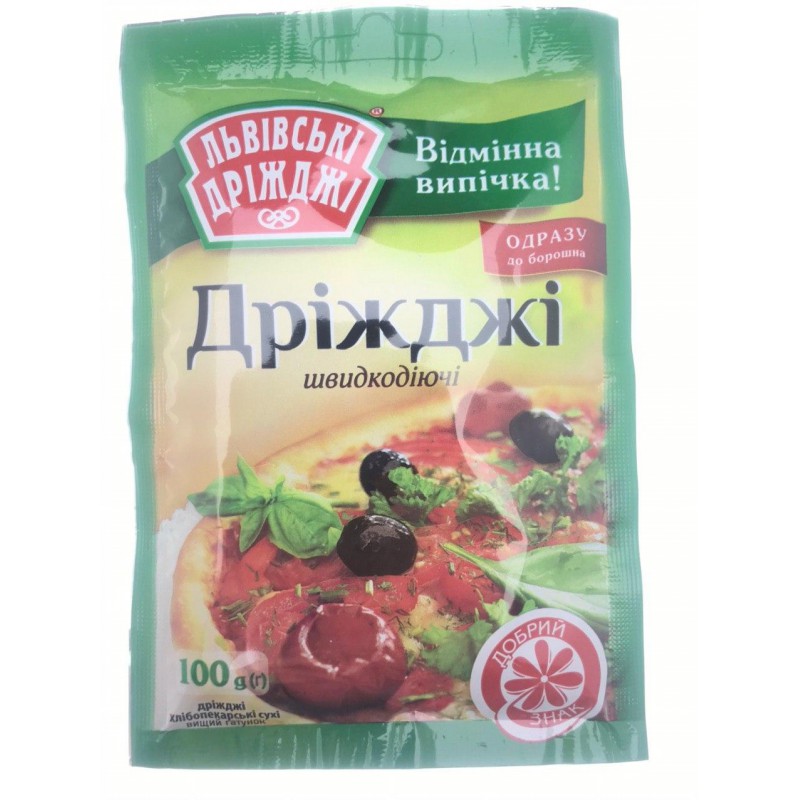 ЛЬВІВСЬКІ
ДРІЖДЖІ
®
Відмінна
випічка!
ОДРАЗУ
до борошна
Дріжджі
швидкодіючі
100 g (г)
дріжджі
хлібопекарські сухі
вищий гатунок
ДОБРИЙ
ЗНАК